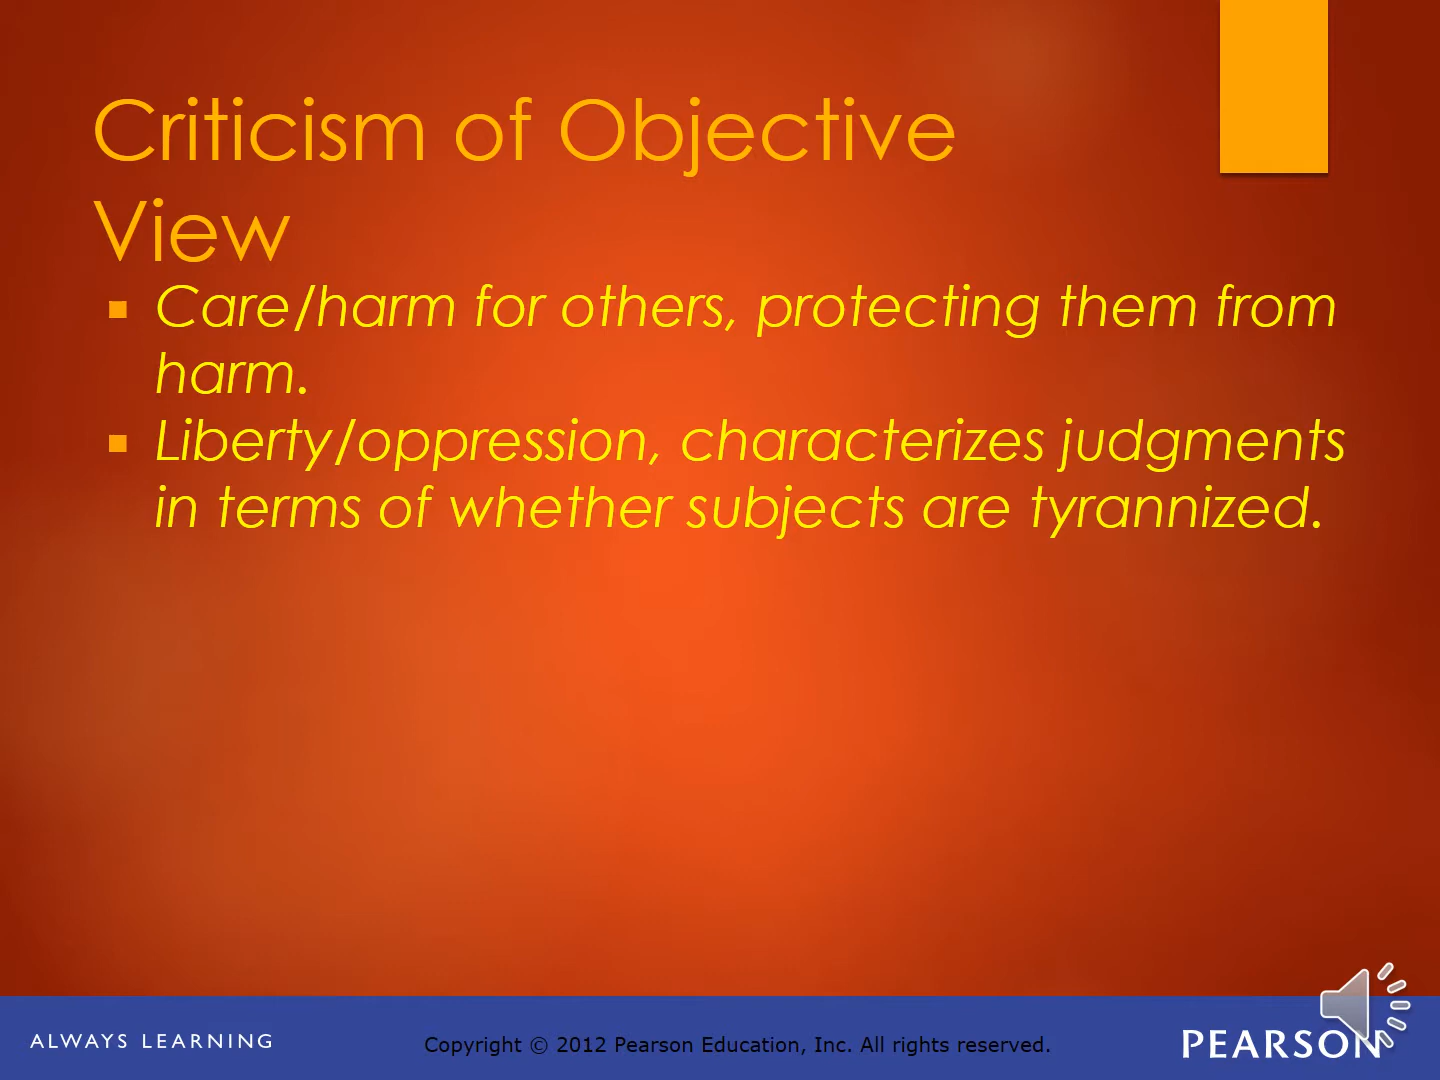 Criticism of Objective
View
▪ Care/harm for others, protecting them from
harm.
▪ Liberty/oppression, characterizes judgments
in terms of whether subjects are tyrannized.
ALWAYS LEARNING
Copyright © 2012 Pearson Education, Inc. All rights reserved.
PEARSON